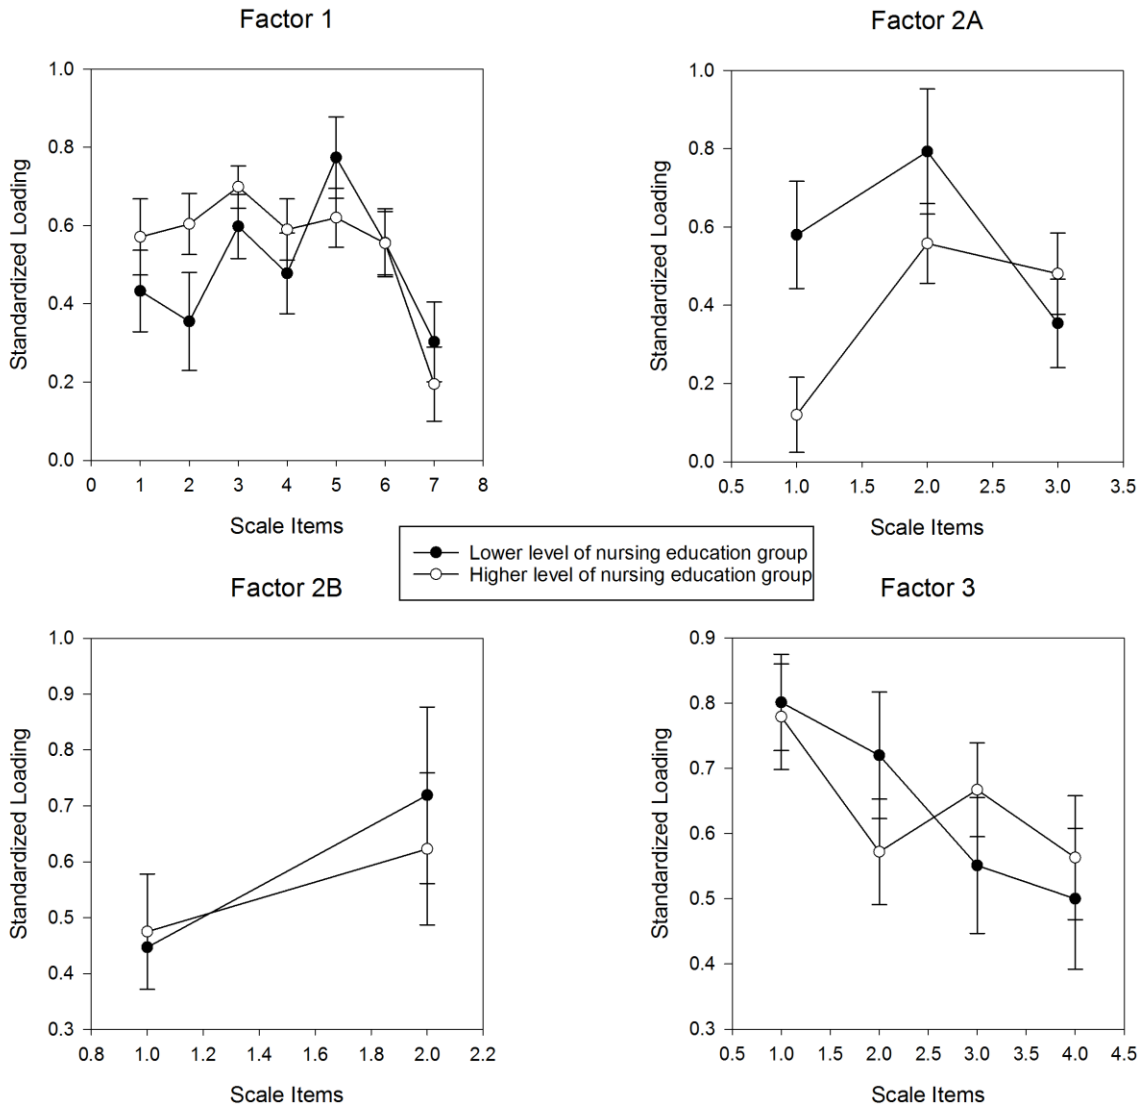 Factor 1
Standardized Loading
1.0
0.8
0.6
0.4
0.2
0.0
0 1 2 3 4 5 6 7 8
Scale Items
Factor 2A
Standardized Loading
1.0
0.8
0.6
0.4
0.2
0.0
0.5 1.0 1.5 2.0 2.5 3.0 3.5
Scale Items
Lower level of nursing education group
Higher level of nursing education group
Factor 2B
Standardized Loading
1.0
0.9
0.8
0.7
0.6
0.5
0.4
0.3
0.8 1.0 1.2 1.4 1.6 1.8 2.0 2.2
Scale Items
Factor 3
Standardized Loading
0.9
0.8
0.7
0.6
0.5
0.4
0.3
0.5 1.0 1.5 2.0 2.5 3.0 3.5 4.0 4.5
Scale Items